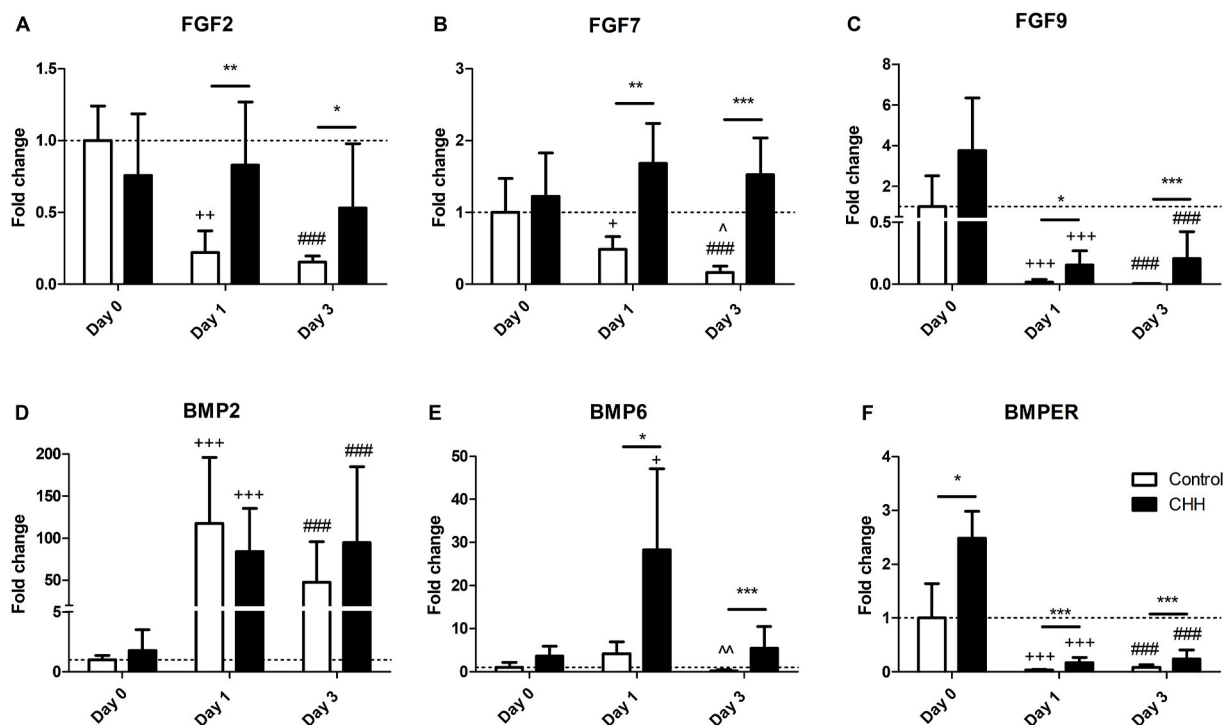 A
FGF2
Fold change
1.5
1.0
0.5
0.0
**
*
++
###
Day 0
Day 1
Day 3
B
FGF7
Fold change
3
2
1
0
**
***
+
^
###
Day 0
Day 1
Day 3
C
FGF9
Fold change
8
6
4
2
0.5
0.0
*
***
+++
+++
###
###
Day 0
Day 1
Day 3
D
BMP2
Fold change
200
150
100
50
5
0
+++
+++
###
###
Day 0
Day 1
Day 3
E
BMP6
Fold change
50
40
30
20
10
0
*
+
***
^^
Day 0
Day 1
Day 3
F
BMPER
Fold change
4
3
2
1
0
*
***
***
+++
+++
###
###
Day 0
Day 1
Day 3
Control
CHH